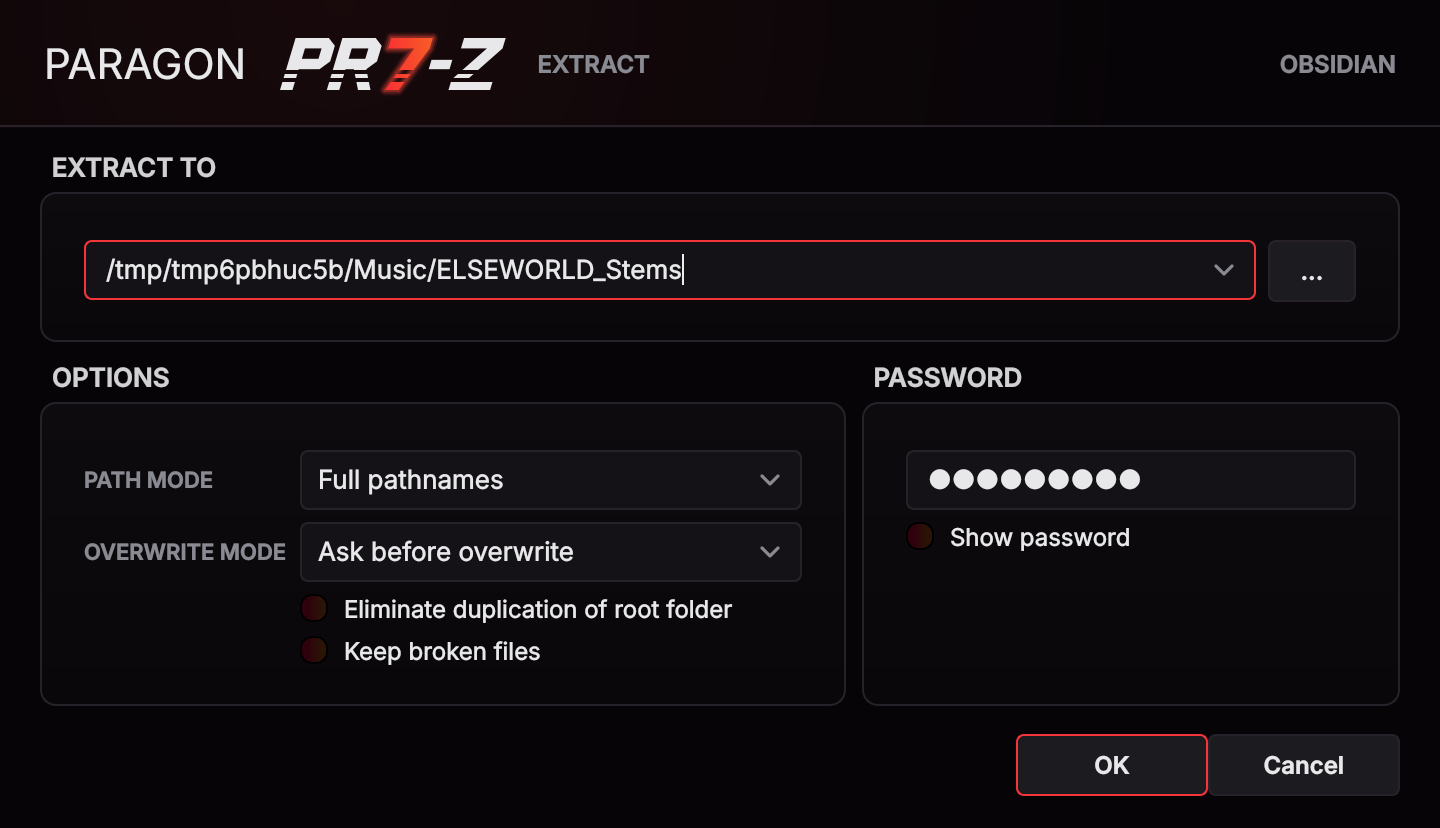 PARAGON PR7-Z EXTRACT OBSIDIAN
EXTRACT TO
/tmp/tmp6pbhuc5b/Music/ELSEWORLD_Stems ...
OPTIONS PASSWORD
PATH MODE Full pathnames ●●●●●●●●●
Show password
OVERWRITE MODE Ask before overwrite
Eliminate duplication of root folder
Keep broken files
OK Cancel